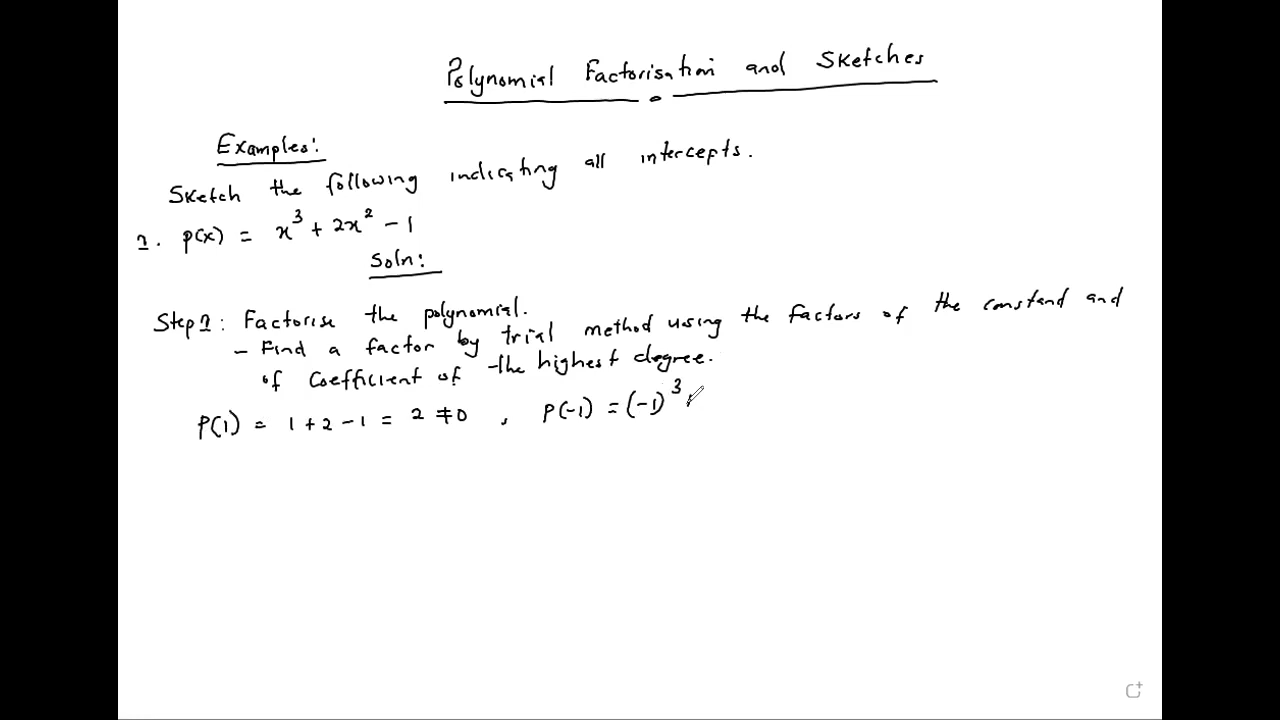 Polynomial Factorisation and Sketches
Examples:
Sketch the following indicating all intercepts.
1. p(x) = x³ + 2x² - 1
Soln:
Step 1: Factorise the polynomial.
- Find a factor by trial method using the factors of the constand and
of coefficient of the highest degree.
P(1) = 1 + 2 - 1 = 2 ≠ 0 , P(-1) = (-1)³